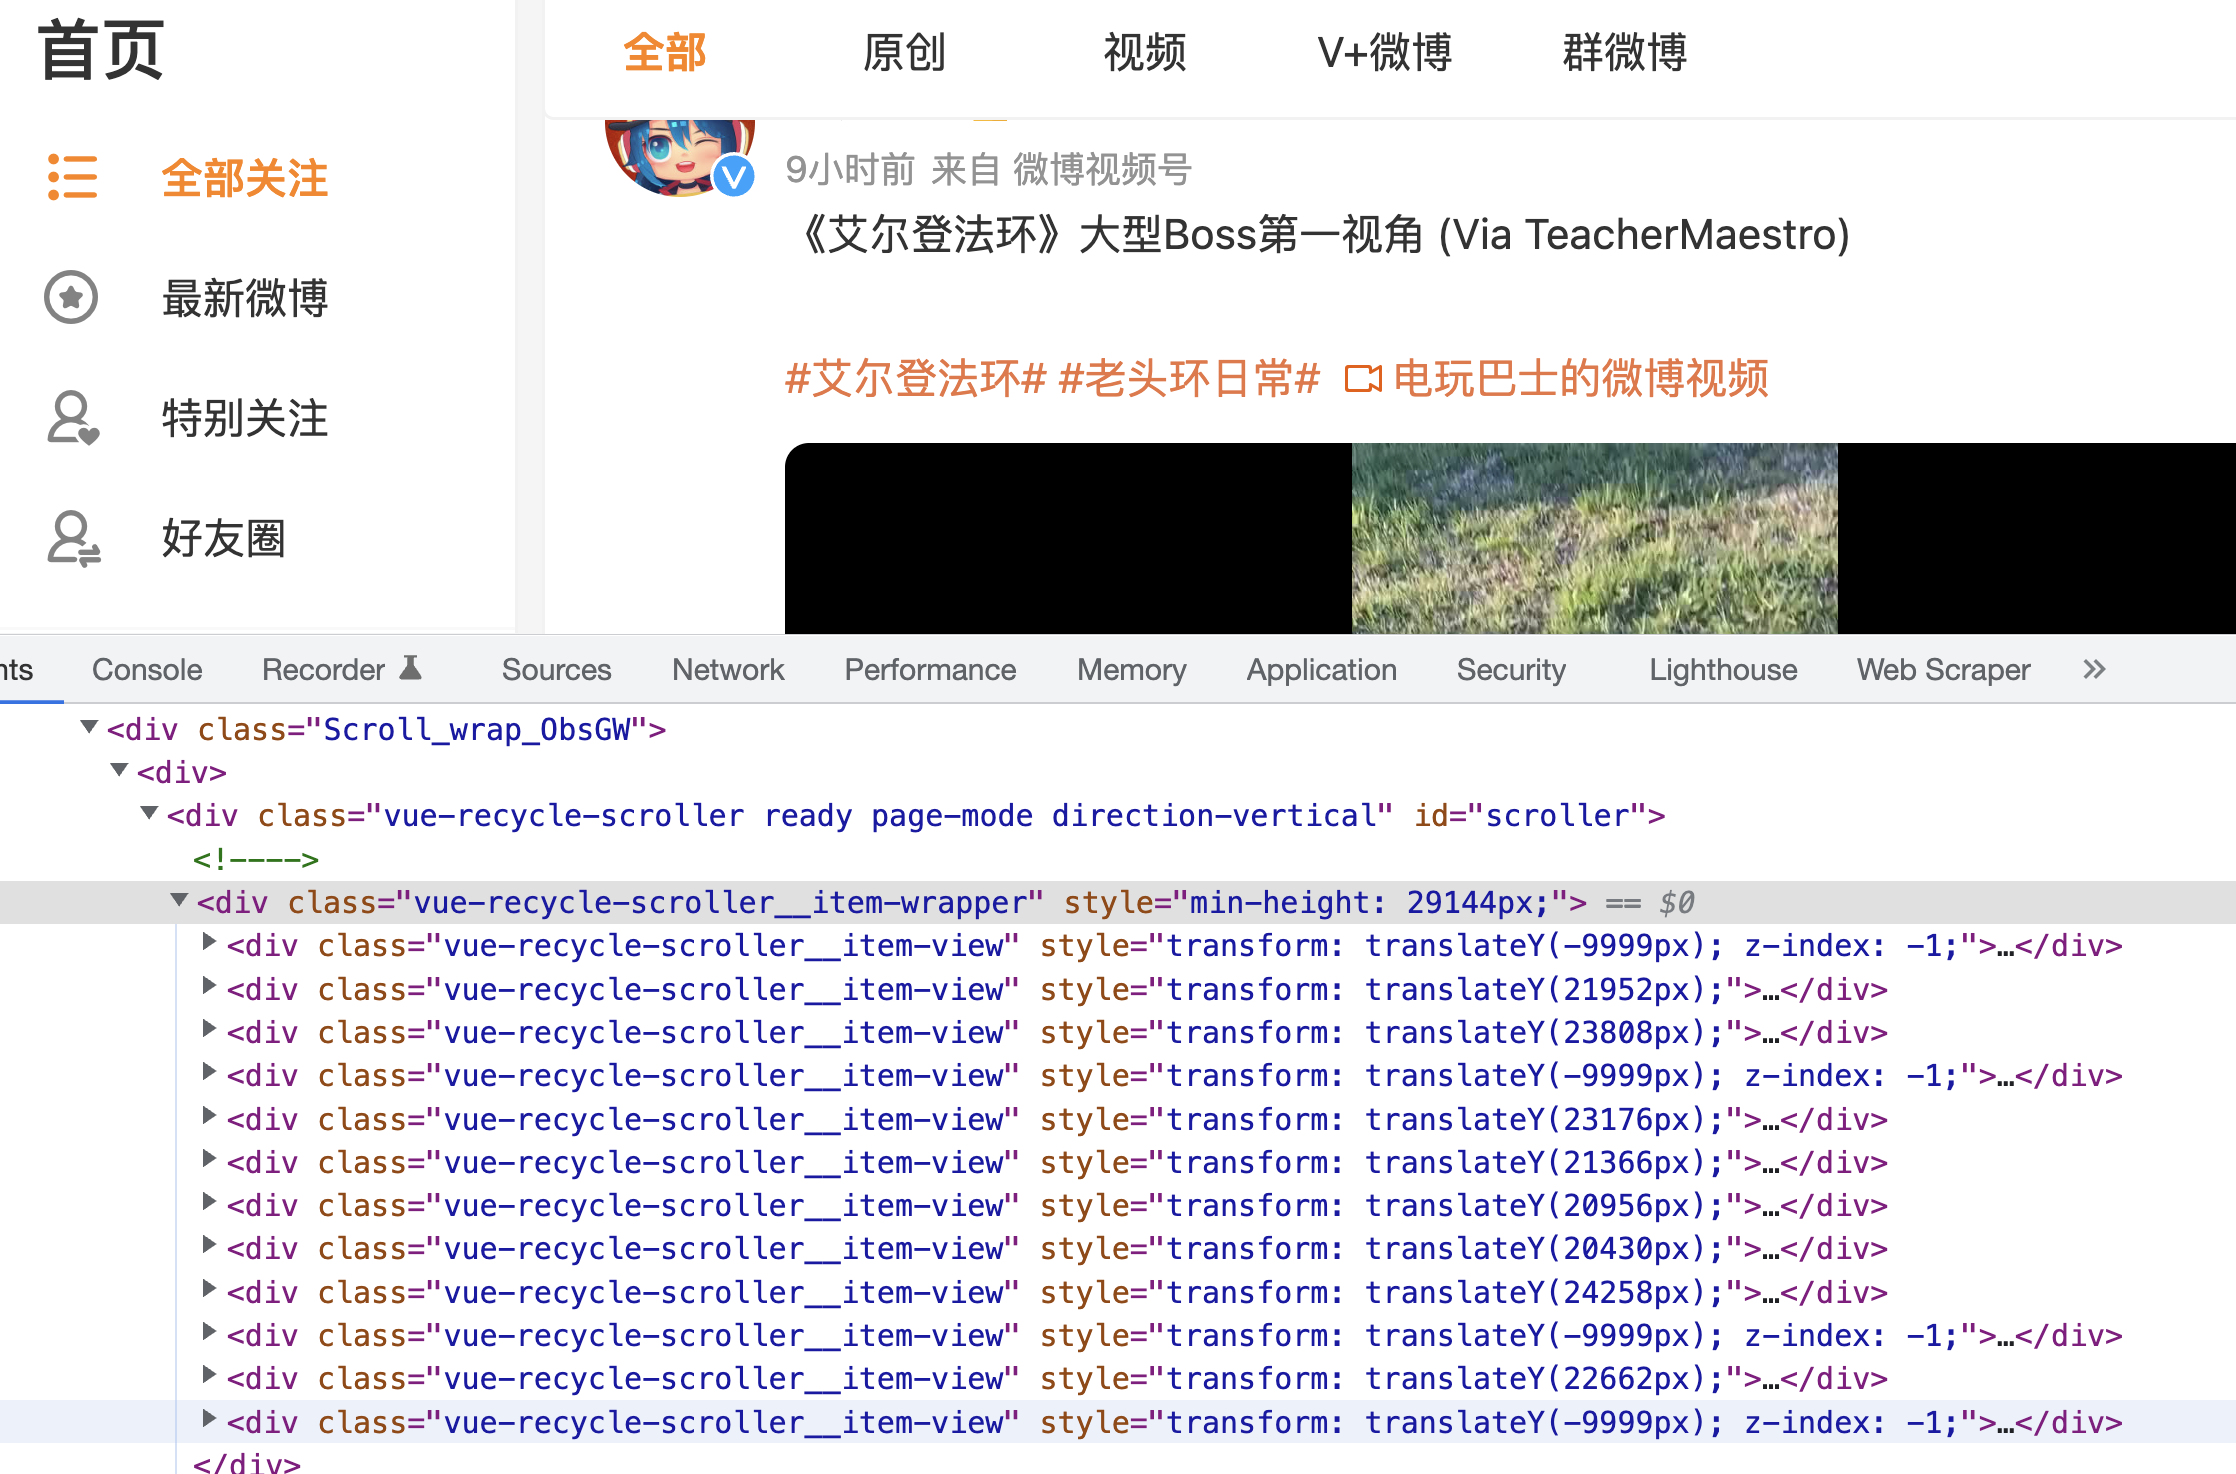 首页
全部 原创 视频 V+微博 群微博
全部关注
最新微博
特别关注
好友圈
9小时前 来自 微博视频号
《艾尔登法环》大型Boss第一视角 (Via TeacherMaestro)
#艾尔登法环# #老头环日常# 电玩巴士的微博视频
nts Console Recorder Sources Network Performance Memory Application Security Lighthouse Web Scraper »
<div class="Scroll_wrap_ObsGW">
<div>
<div class="vue-recycle-scroller ready page-mode direction-vertical" id="scroller">
<!---->
<div class="vue-recycle-scroller__item-wrapper" style="min-height: 29144px;"> == $0
<div class="vue-recycle-scroller__item-view" style="transform: translateY(-9999px); z-index: -1;">…</div>
<div class="vue-recycle-scroller__item-view" style="transform: translateY(21952px);">…</div>
<div class="vue-recycle-scroller__item-view" style="transform: translateY(23808px);">…</div>
<div class="vue-recycle-scroller__item-view" style="transform: translateY(-9999px); z-index: -1;">…</div>
<div class="vue-recycle-scroller__item-view" style="transform: translateY(23176px);">…</div>
<div class="vue-recycle-scroller__item-view" style="transform: translateY(21366px);">…</div>
<div class="vue-recycle-scroller__item-view" style="transform: translateY(20956px);">…</div>
<div class="vue-recycle-scroller__item-view" style="transform: translateY(20430px);">…</div>
<div class="vue-recycle-scroller__item-view" style="transform: translateY(24258px);">…</div>
<div class="vue-recycle-scroller__item-view" style="transform: translateY(-9999px); z-index: -1;">…</div>
<div class="vue-recycle-scroller__item-view" style="transform: translateY(22662px);">…</div>
<div class="vue-recycle-scroller__item-view" style="transform: translateY(-9999px); z-index: -1;">…</div>
</div>